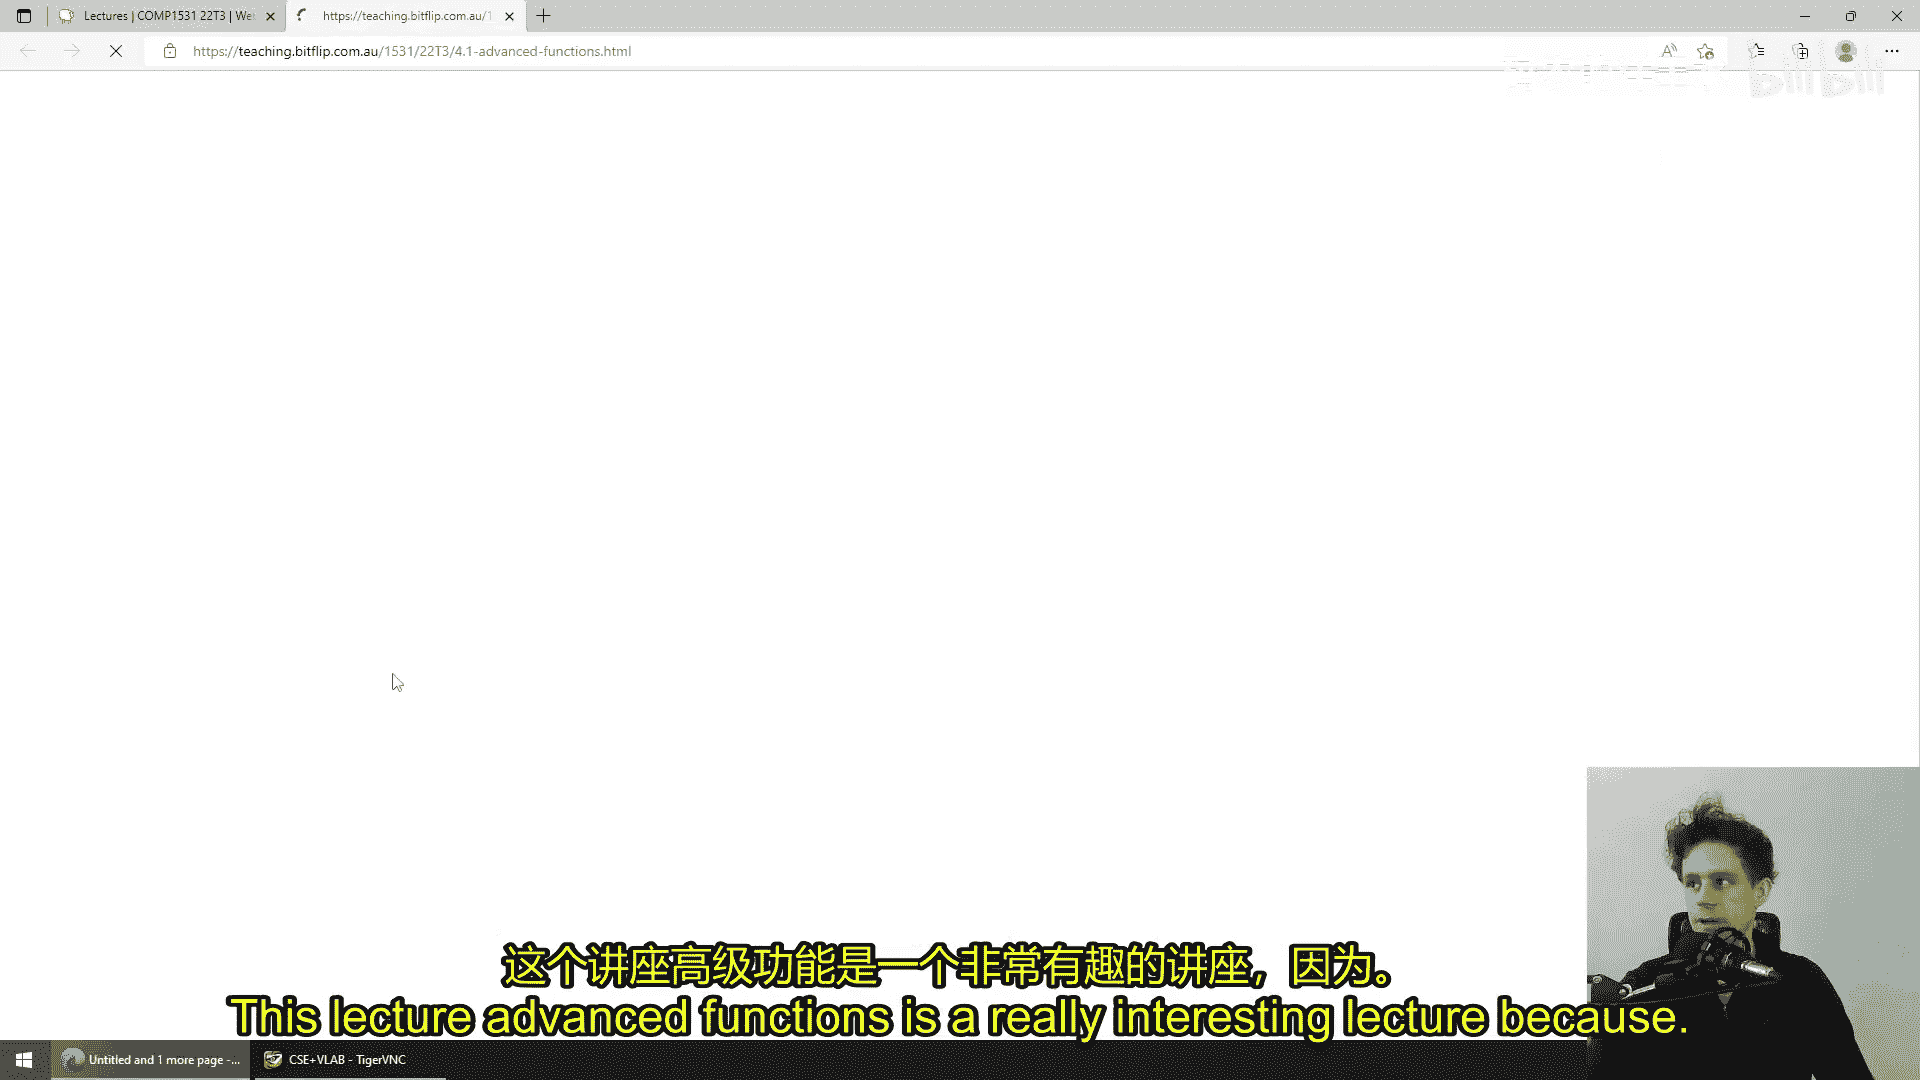 Lectures | COMP1531 22T3 | We
https://teaching.bitflip.com.au/1
https://teaching.bitflip.com.au/1531/22T3/4.1-advanced-functions.html
这个讲座高级功能是一个非常有趣的讲座，因为。
This lecture advanced functions is a really interesting lecture because.
Untitled and 1 more page -...
CSE+VLAB - TigerVNC